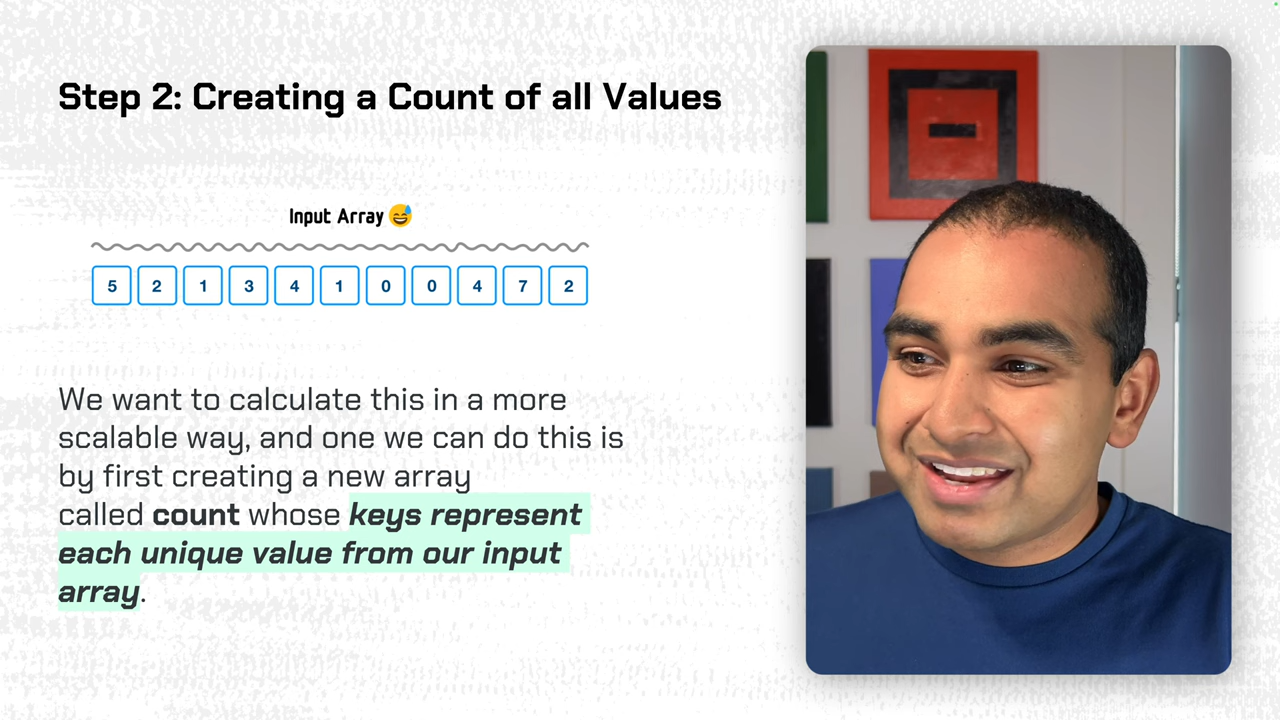 Step 2: Creating a Count of all Values
Input Array 😅
5 2 1 3 4 1 0 0 4 7 2
We want to calculate this in a more
scalable way, and one we can do this is
by first creating a new array
called count whose keys represent
each unique value from our input
array.